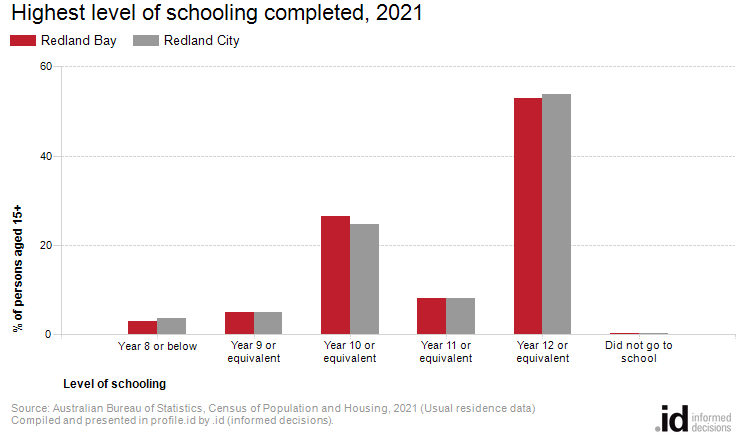 Highest level of schooling completed, 2021
Redland Bay
Redland City
60
40
20
0
% of persons aged 15+
Year 8 or below
Year 9 or
equivalent
Year 10 or
equivalent
Year 11 or
equivalent
Year 12 or
equivalent
Did not go to
school
Level of schooling
Source: Australian Bureau of Statistics, Census of Population and Housing, 2021 (Usual residence data)
Compiled and presented in profile.id by .id (informed decisions).
.id informed
decisions